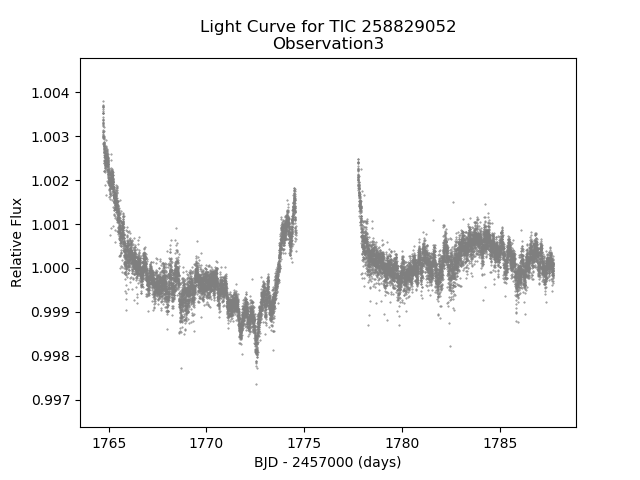 Light Curve for TIC 258829052
Observation3
1.004
1.003
1.002
1.001
1.000
0.999
0.998
0.997
Relative Flux
1765 1770 1775 1780 1785
BJD - 2457000 (days)